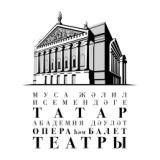 МУСА ҖӘЛИЛ
ИСЕМЕНДӘГЕ
ТАТАР
АКАДЕМИЯ ДӘҮЛӘТ
ОПЕРА ҺӘМ БАЛЕТ
ТЕАТРЫ